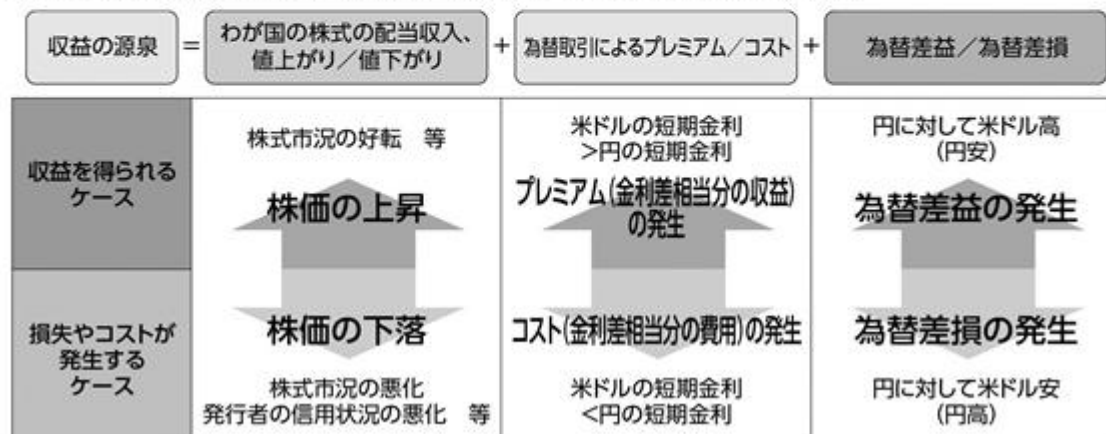 収益の源泉
=
わが国の株式の配当収入、
値上がり／値下がり
+
為替取引によるプレミアム／コスト
+
為替差益／為替差損
収益を得られる
ケース
株式市況の好転　等
株価の上昇
米ドルの短期金利
>円の短期金利
プレミアム(金利差相当分の収益)
の発生
円に対して米ドル高
(円安)
為替差益の発生
損失やコストが
発生する
ケース
株価の下落
株式市況の悪化
発行者の信用状況の悪化　等
コスト(金利差相当分の費用)の発生
米ドルの短期金利
<円の短期金利
為替差損の発生
円に対して米ドル安
(円高)